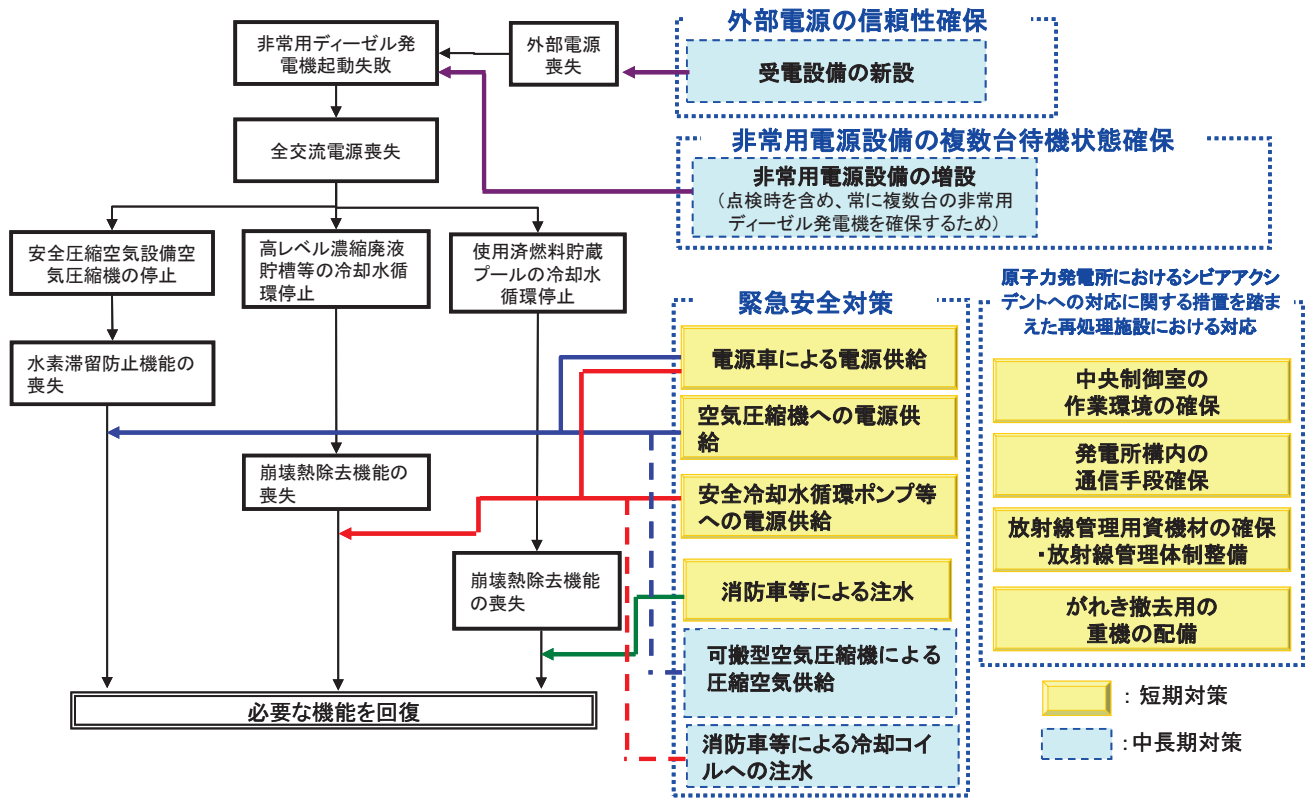 非常用ディーゼル発
電機起動失敗
外部電源
喪失
全交流電源喪失
安全圧縮空気設備空
気圧縮機の停止
高レベル濃縮廃液
貯槽等の冷却水循
環停止
使用済燃料貯蔵
プールの冷却水
循環停止
水素滞留防止機能の
喪失
崩壊熱除去機能の
喪失
崩壊熱除去機能
の喪失
必要な機能を回復
外部電源の信頼性確保
受電設備の新設
非常用電源設備の複数台待機状態確保
非常用電源設備の増設
（点検時を含め、常に複数台の非常用
ディーゼル発電機を確保するため）
緊急安全対策
電源車による電源供給
空気圧縮機への電源供
給
安全冷却水循環ポンプ等
への電源供給
消防車等による注水
可搬型空気圧縮機による
圧縮空気供給
消防車等による冷却コイ
ルへの注水
原子力発電所におけるシビアアクシ
デントへの対応に関する措置を踏ま
えた再処理施設における対応
中央制御室の
作業環境の確保
発電所構内の
通信手段確保
放射線管理用資機材の確保
・放射線管理体制整備
がれき撤去用の
重機の配備
：短期対策
：中長期対策